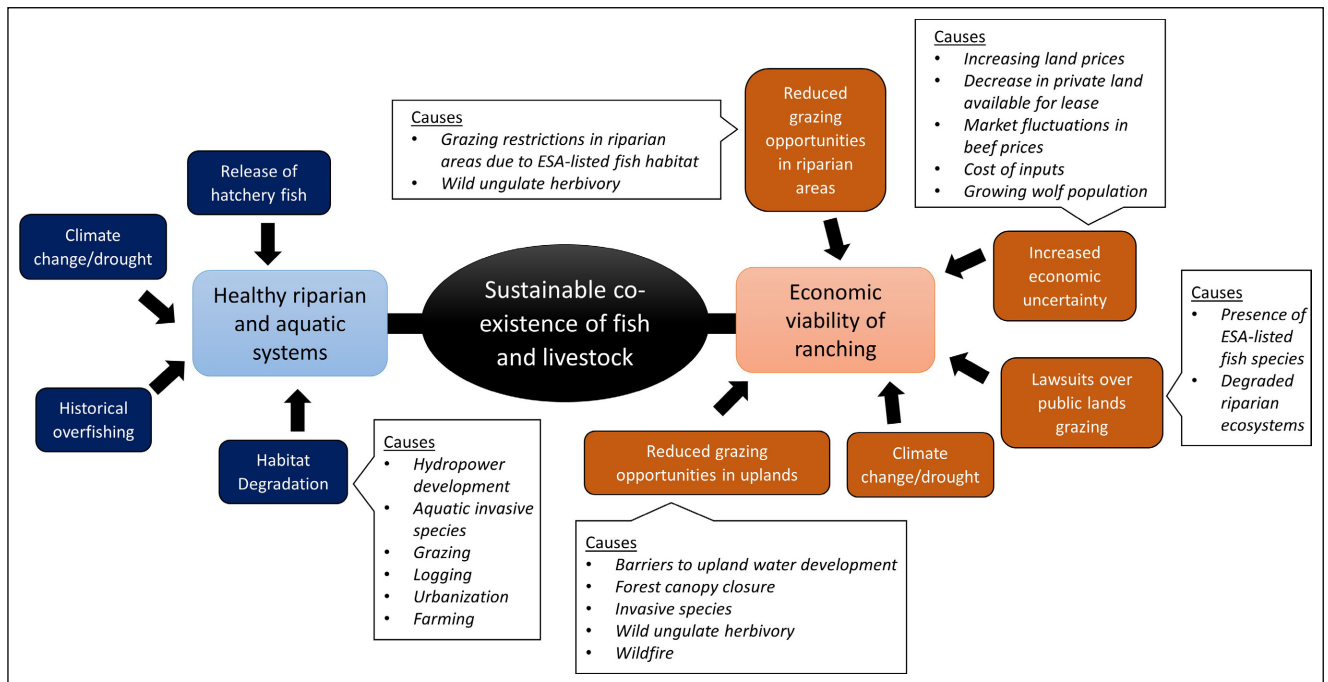 Release of
hatchery fish
Climate
change/drought
Historical
overfishing
Habitat
Degradation
Healthy riparian
and aquatic
systems
Causes
• Hydropower
development
• Aquatic invasive
species
• Grazing
• Logging
• Urbanization
• Farming
Sustainable co-
existence of fish
and livestock
Economic
viability of
ranching
Causes
• Grazing restrictions in riparian
areas due to ESA-listed fish habitat
• Wild ungulate herbivory
Reduced
grazing
opportunities
in riparian
areas
Causes
• Increasing land prices
• Decrease in private land
available for lease
• Market fluctuations in
beef prices
• Cost of inputs
• Growing wolf population
Increased
economic
uncertainty
Causes
• Presence of
ESA-listed
fish species
• Degraded
riparian
ecosystems
Lawsuits over
public lands
grazing
Climate
change/drought
Reduced grazing
opportunities in uplands
Causes
• Barriers to upland water development
• Forest canopy closure
• Invasive species
• Wild ungulate herbivory
• Wildfire